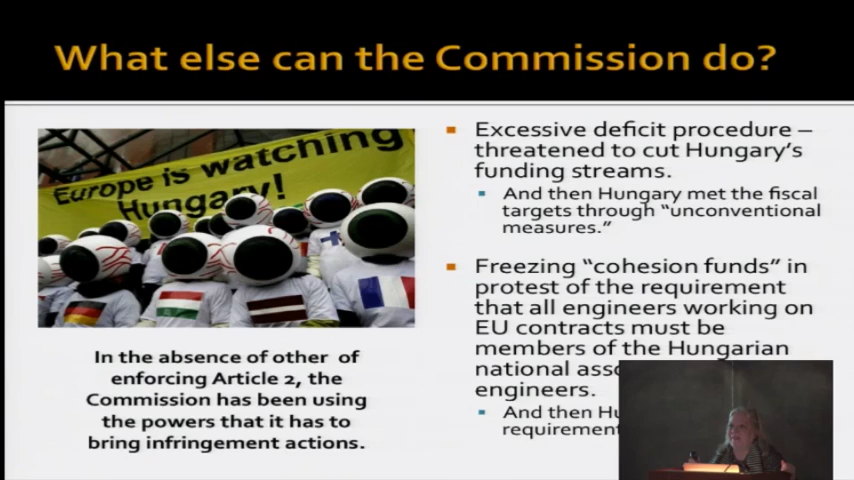 What else can the Commission do?
Europe is watching
Hungary!
In the absence of other of
enforcing Article 2, the
Commission has been using
the powers that it has to
bring infringement actions.
Excessive deficit procedure –
threatened to cut Hungary's
funding streams.
And then Hungary met the fiscal
targets through "unconventional
measures."
Freezing "cohesion funds" in
protest of the requirement
that all engineers working on
EU contracts must be
members of the Hungarian
national
engineers.
And then
requirement